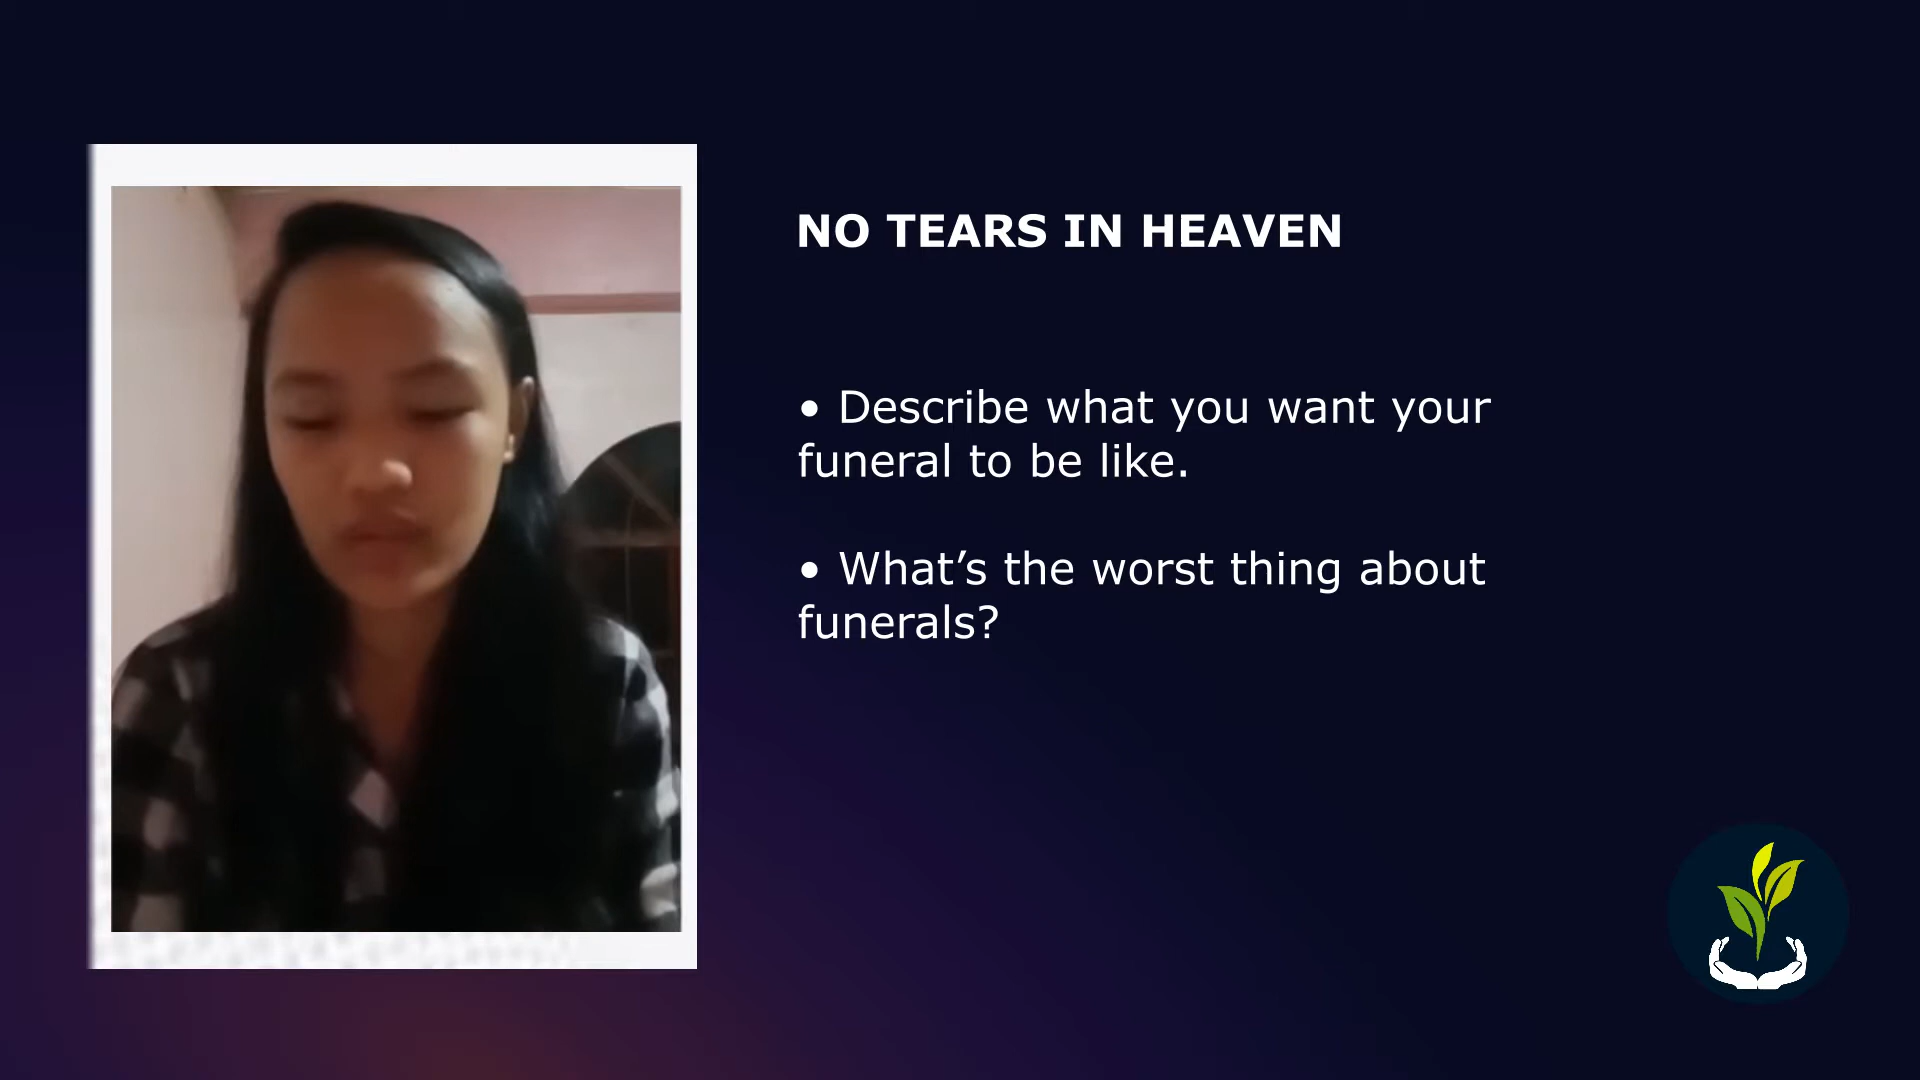 NO TEARS IN HEAVEN
• Describe what you want your
funeral to be like.
• What’s the worst thing about
funerals?